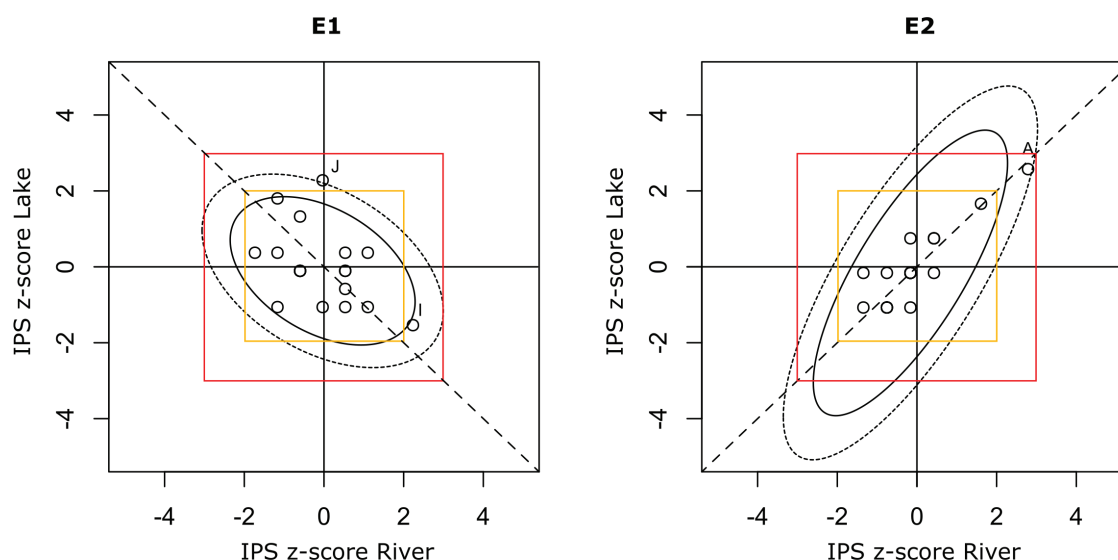 E1
IPS z-score Lake
4
2
0
-2
-4
J
I
-4 -2 0 2 4
IPS z-score River
E2
IPS z-score Lake
4
2
0
-2
-4
A
-4 -2 0 2 4
IPS z-score River